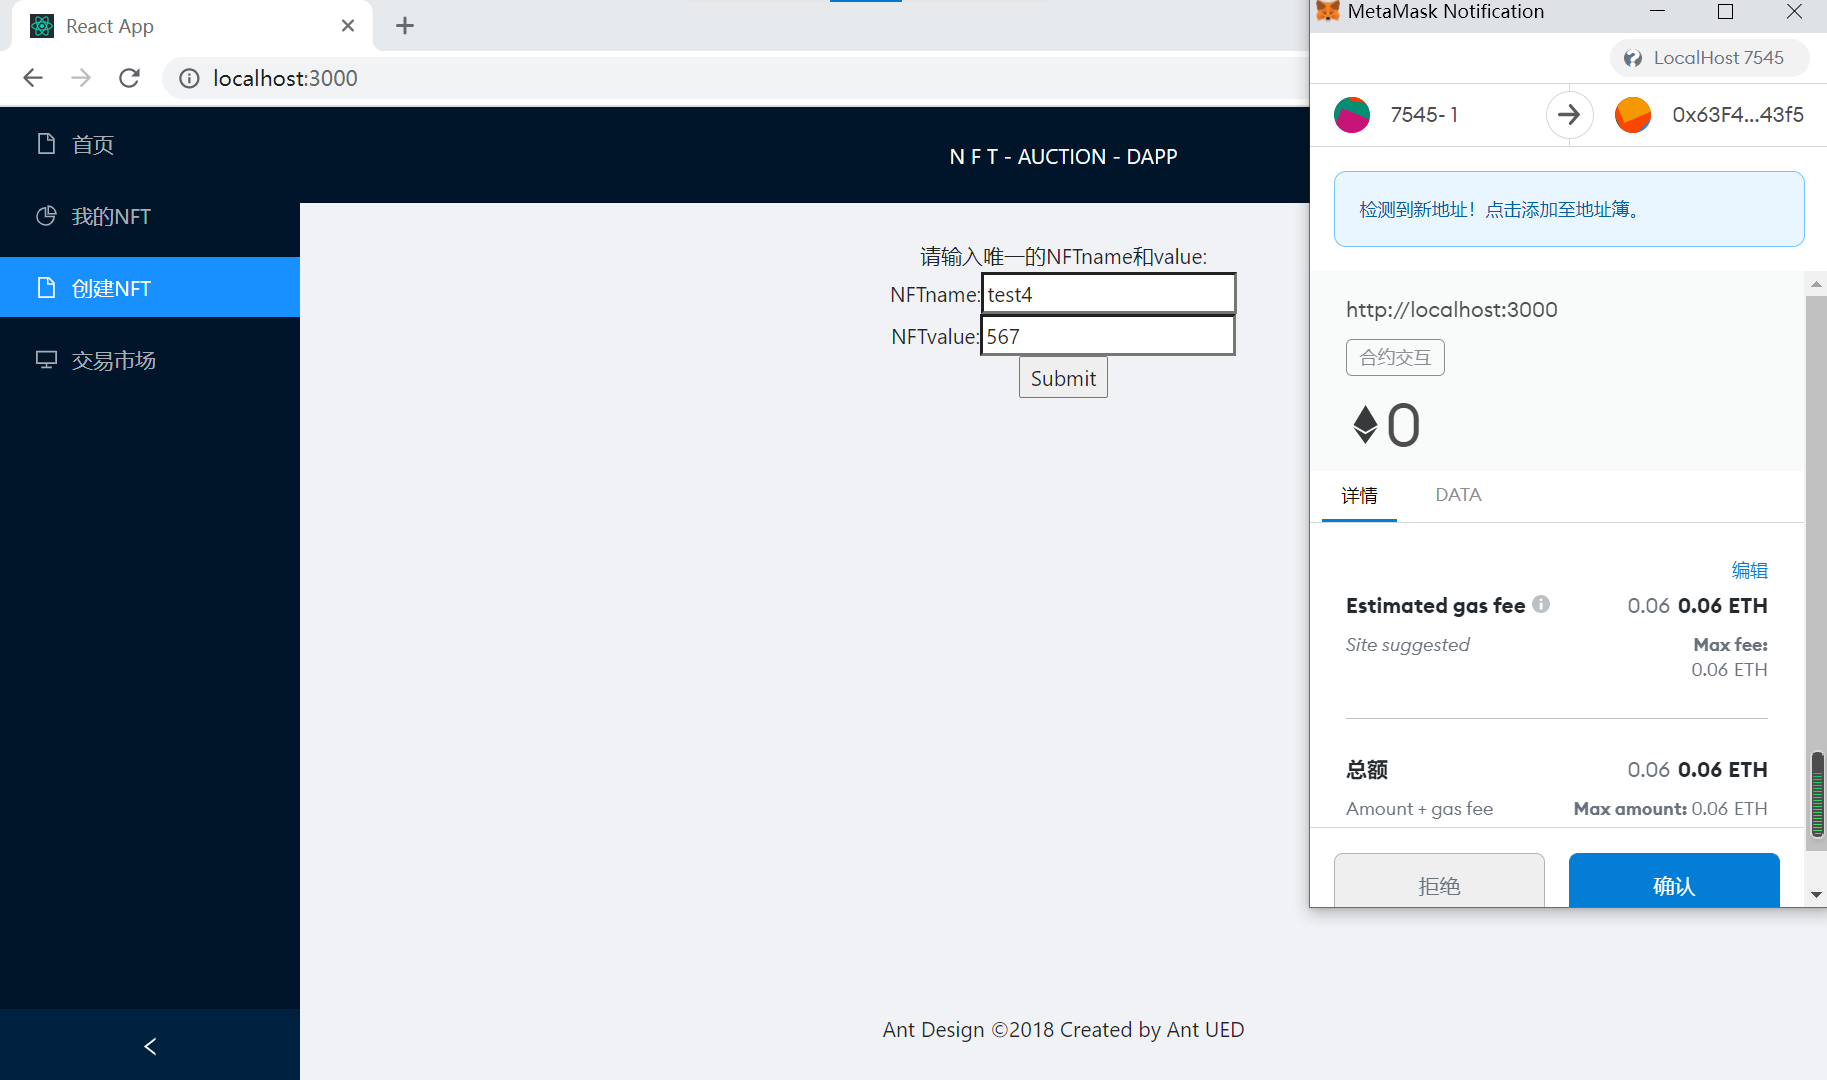 React App
localhost:3000
首页
我的NFT
创建NFT
交易市场
N F T - AUCTION - DAPP
请输入唯一的NFTname和value:
NFTname: test4
NFTvalue: 567
Submit
Ant Design ©2018 Created by Ant UED
MetaMask Notification
LocalHost 7545
7545- 1
0x63F4...43f5
检测到新地址！点击添加至地址簿。
http://localhost:3000
合约交互
0
详情 DATA
编辑
Estimated gas fee 0.06 0.06 ETH
Site suggested Max fee:
0.06 ETH
总额 0.06 0.06 ETH
Amount + gas fee Max amount: 0.06 ETH
拒绝 确认